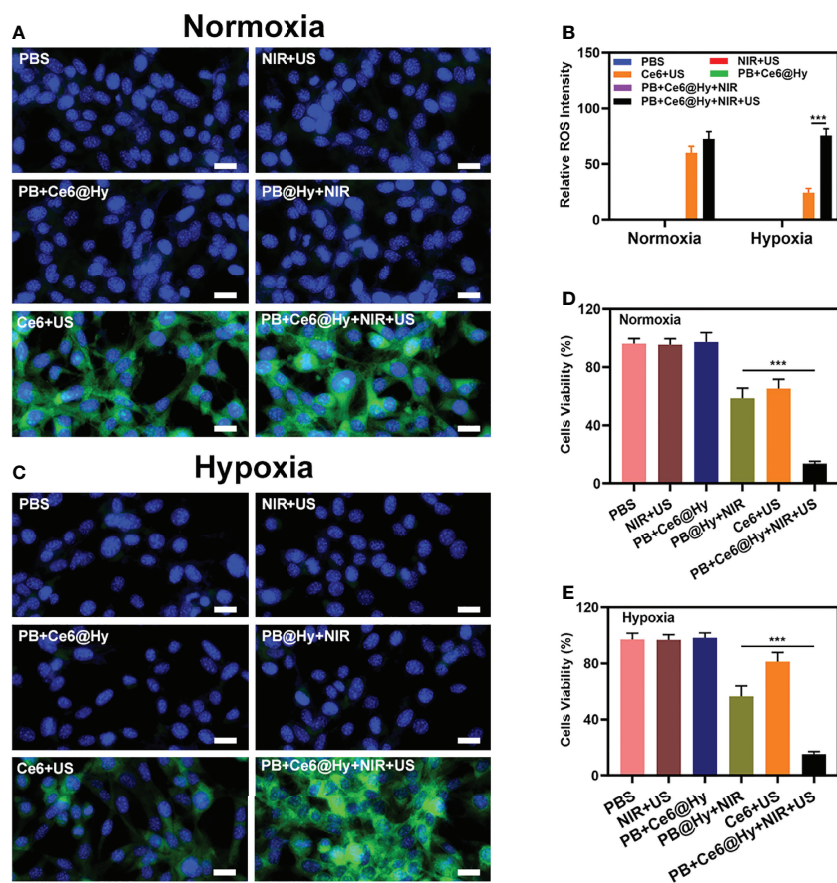 A
Normoxia
PBS
NIR+US
PB+Ce6@Hy
PB@Hy+NIR
Ce6+US
PB+Ce6@Hy+NIR+US
C
Hypoxia
PBS
NIR+US
PB+Ce6@Hy
PB@Hy+NIR
Ce6+US
PB+Ce6@Hy+NIR+US
B
Relative ROS Intensity
150
100
50
0
PBS
NIR+US
Ce6+US
PB+Ce6@Hy
PB+Ce6@Hy+NIR
PB+Ce6@Hy+NIR+US
***
Normoxia
Hypoxia
D
Cells Viability (%)
120
80
40
0
Normoxia
***
PBS
NIR+US
PB+Ce6@Hy
PB@Hy+NIR
Ce6+US
PB+Ce6@Hy+NIR+US
E
Cells Viability (%)
120
80
40
0
Hypoxia
***
PBS
NIR+US
PB+Ce6@Hy
PB@Hy+NIR
Ce6+US
PB+Ce6@Hy+NIR+US